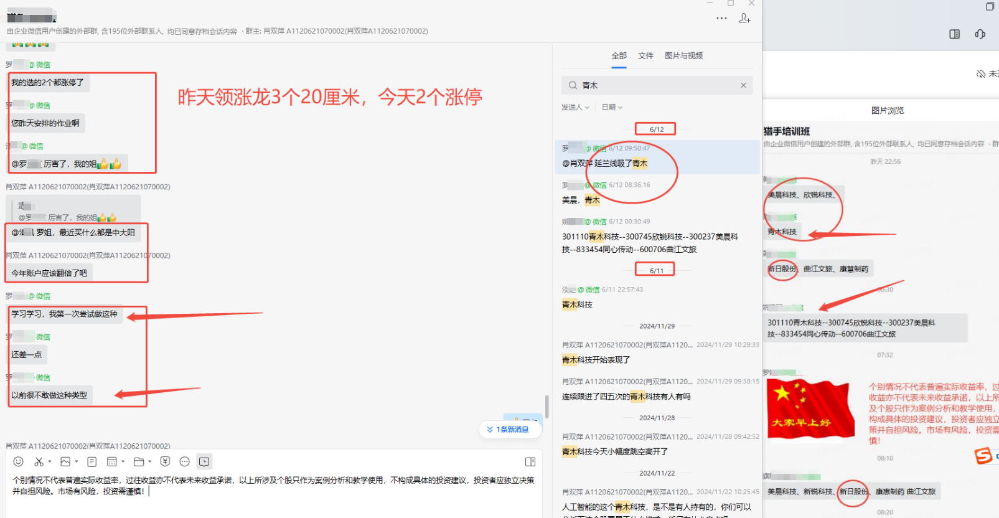 由企业微信用户创建的外部群, 含195位外部联系人, 均已同意存档会话内容 · 群主: 肖双萍 A1120621070002(肖双萍A1120621070002)
罗 @微信
我的选的2个都涨停了
罗 @微信
您昨天安排的作业啊
@微信
@罗 厉害了，我的姐👍👍
肖双萍 A1120621070002(肖双萍A1120621070002)
@罗 厉害了，我的姐👍👍
@ 罗姐，最近买什么都是中大阳
肖双萍 A1120621070002(肖双萍A1120621070002)
今年账户应该翻倍了吧
罗 @微信
学习学习，我第一次尝试做这种
罗 微信
还差一点
罗 微信
以前很不敢做这种类型
1条新消息
肖双萍 A1120621070002(肖双萍A1120621070002)
个别情况不代表普遍实际收益率，过往收益亦不代表未来收益承诺，以上所涉及个股只作为案例分析和教学使用，不构成具体的投资建议，投资者应独立决策
并自担风险。市场有风险，投资需谨慎！
昨天领涨龙3个20厘米，今天2个涨停
全部 文件 图片与视频
青木
发送人 日期
6/12
罗 @微信 6/12 09:50:47
@肖双萍 延兰线吸了青木
罗 @微信 6/12 08:36:16
美晨，青木
姚 @微信 6/12 00:30:49
301110青木科技--300745欣锐科技--300237美晨科
技--833454同心传动--600706曲江文旅
6/11
@微信 6/11 22:57:43
青木科技
2024/11/29
肖双萍 A1120621070002(肖双萍A1120... 2024/11/29 10:29:33
青木科技开始表现了
肖双萍 A1120621070002(肖双萍A1120... 2024/11/29 09:38:15
连续跟进了四五次的青木科技有人有吗
2024/11/28
肖双萍 A1120621070002(肖双萍A1120... 2024/11/28 09:42:52
青木科技今天小幅度跳空高开了
2024/11/22
肖双萍 A1120621070002(肖双萍A1120... 2024/11/22 10:25:45
人工智能的这个青木科技，是不是有人持有的，你们可以
图片浏览
猎手培训班
由企业微信用户创建的外部群, 含195位外部联系人, 均已同意存档会话内容 · 群
昨天 22:56
美晨科技、欣锐科技、
青木科技
新日股份、曲江文旅、康慧制药
00:30
301110青木科技--300745欣锐科技--300237美晨科
技--833454同心传动--600706曲江文旅
07:32
罗
大家早上好
个别情况不代表普遍实际收益率，过
收益亦不代表未来收益承诺，以上所
及个股只作为案例分析和教学使用，
构成具体的投资建议，投资者应独立
策并自担风险。市场有风险，投资需
慎！
08:10
美晨科技、新锐科技、新日股份、康惠制药 曲江文旅
08:20